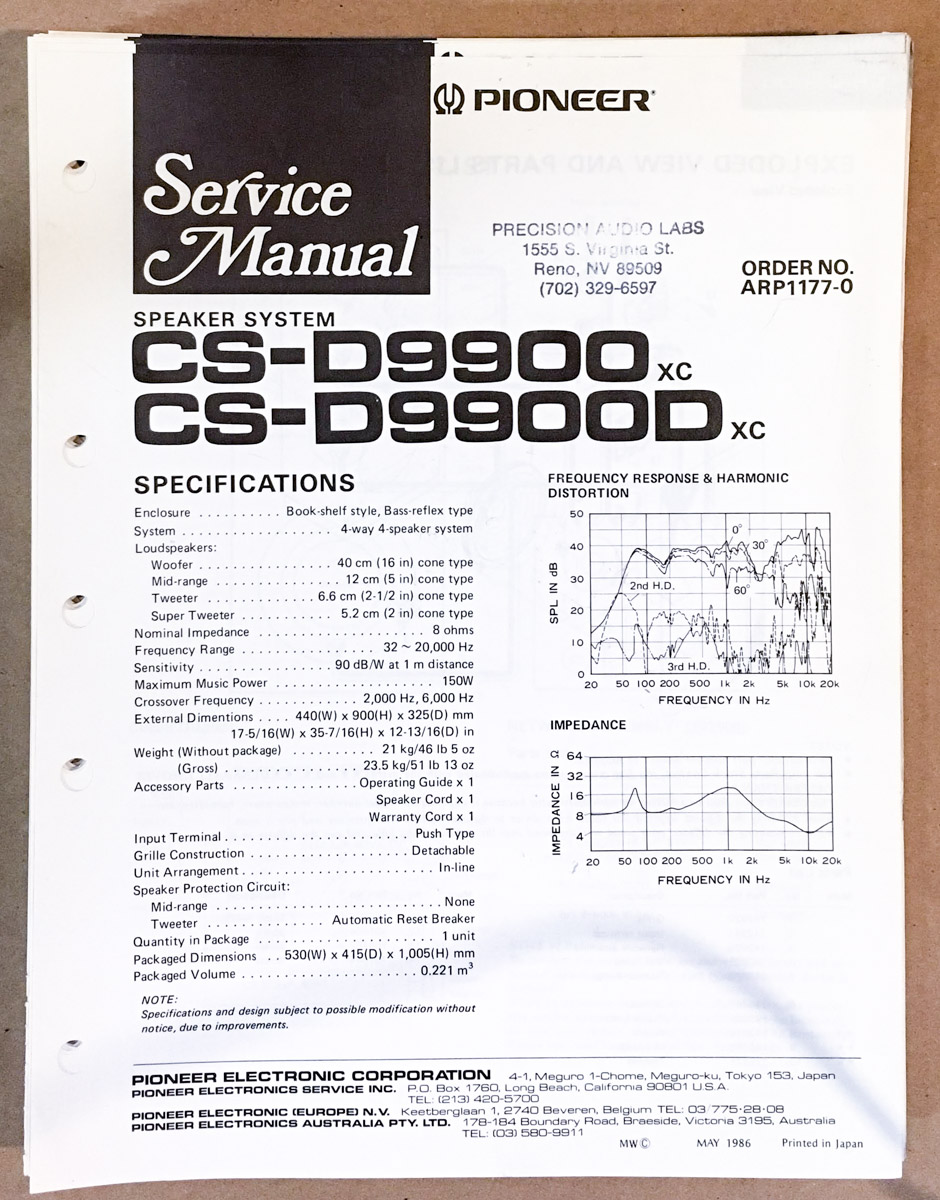 PIONEER®
Service
Manual
PRECISION AUDIO LABS
1555 S. Virginia St.
Reno, NV 89509
(702) 329-6597
ORDER NO.
ARP1177-0
SPEAKER SYSTEM
CS-D9900 XC
CS-D9900D XC
SPECIFICATIONS
Enclosure . . . . . . . . . . Book-shelf style, Bass-reflex type
System . . . . . . . . . . . . . . . . . . 4-way 4-speaker system
Loudspeakers:
Woofer . . . . . . . . . . . . . . . . . 40 cm (16 in) cone type
Mid-range . . . . . . . . . . . . . . . 12 cm (5 in) cone type
Tweeter . . . . . . . . . . . . . 6.6 cm (2-1/2 in) cone type
Super Tweeter . . . . . . . . . . . 5.2 cm (2 in) cone type
Nominal Impedance . . . . . . . . . . . . . . . . . . . . 8 ohms
Frequency Range . . . . . . . . . . . . . . . . 32 ~ 20,000 Hz
Sensitivity . . . . . . . . . . . . . . . . 90 dB/W at 1 m distance
Maximum Music Power . . . . . . . . . . . . . . . . . . . 150W
Crossover Frequency . . . . . . . . . . . . 2,000 Hz, 6,000 Hz
External Dimentions . . . . 440(W) x 900(H) x 325(D) mm
17-5/16(W) x 35-7/16(H) x 12-13/16(D) in
Weight (Without package) . . . . . . . . . . 21 kg/46 lb 5 oz
(Gross) . . . . . . . . . . . . . . . . . 23.5 kg/51 lb 13 oz
Accessory Parts . . . . . . . . . . . . . . . Operating Guide x 1
Speaker Cord x 1
Warranty Cord x 1
Input Terminal . . . . . . . . . . . . . . . . . . . . . . Push Type
Grille Construction . . . . . . . . . . . . . . . . . . . Detachable
Unit Arrangement . . . . . . . . . . . . . . . . . . . . . . . In-line
Speaker Protection Circuit:
Mid-range . . . . . . . . . . . . . . . . . . . . . . . . . . . None
Tweeter . . . . . . . . . . . . . . Automatic Reset Breaker
Quantity in Package . . . . . . . . . . . . . . . . . . . . . 1 unit
Packaged Dimensions . . 530(W) x 415(D) x 1,005(H) mm
Packaged Volume . . . . . . . . . . . . . . . . . . . . . 0.221 m³
NOTE:
Specifications and design subject to possible modification without
notice, due to improvements.
FREQUENCY RESPONSE & HARMONIC
DISTORTION
SPL IN dB
50
40
30
20
10
0
0°
30°
60°
2nd H.D.
3rd H.D.
20 50 100 200 500 1k 2k 5k 10k 20k
FREQUENCY IN Hz
IMPEDANCE
IMPEDANCE IN Ω
64
32
16
8
4
20 50 100 200 500 1k 2k 5k 10k 20k
FREQUENCY IN Hz
PIONEER ELECTRONIC CORPORATION 4-1, Meguro 1-Chome, Meguro-ku, Tokyo 153, Japan
PIONEER ELECTRONICS SERVICE INC. P.O. Box 1760, Long Beach, California 90801 U.S.A.
TEL: (213) 420-5700
PIONEER ELECTRONIC (EUROPE) N.V. Keetberglaan 1, 2740 Beveren, Belgium TEL: 03/775·28·08
PIONEER ELECTRONICS AUSTRALIA PTY. LTD. 178-184 Boundary Road, Braeside, Victoria 3195, Australia
TEL: (03) 580-9911
MW© MAY 1986 Printed in Japan